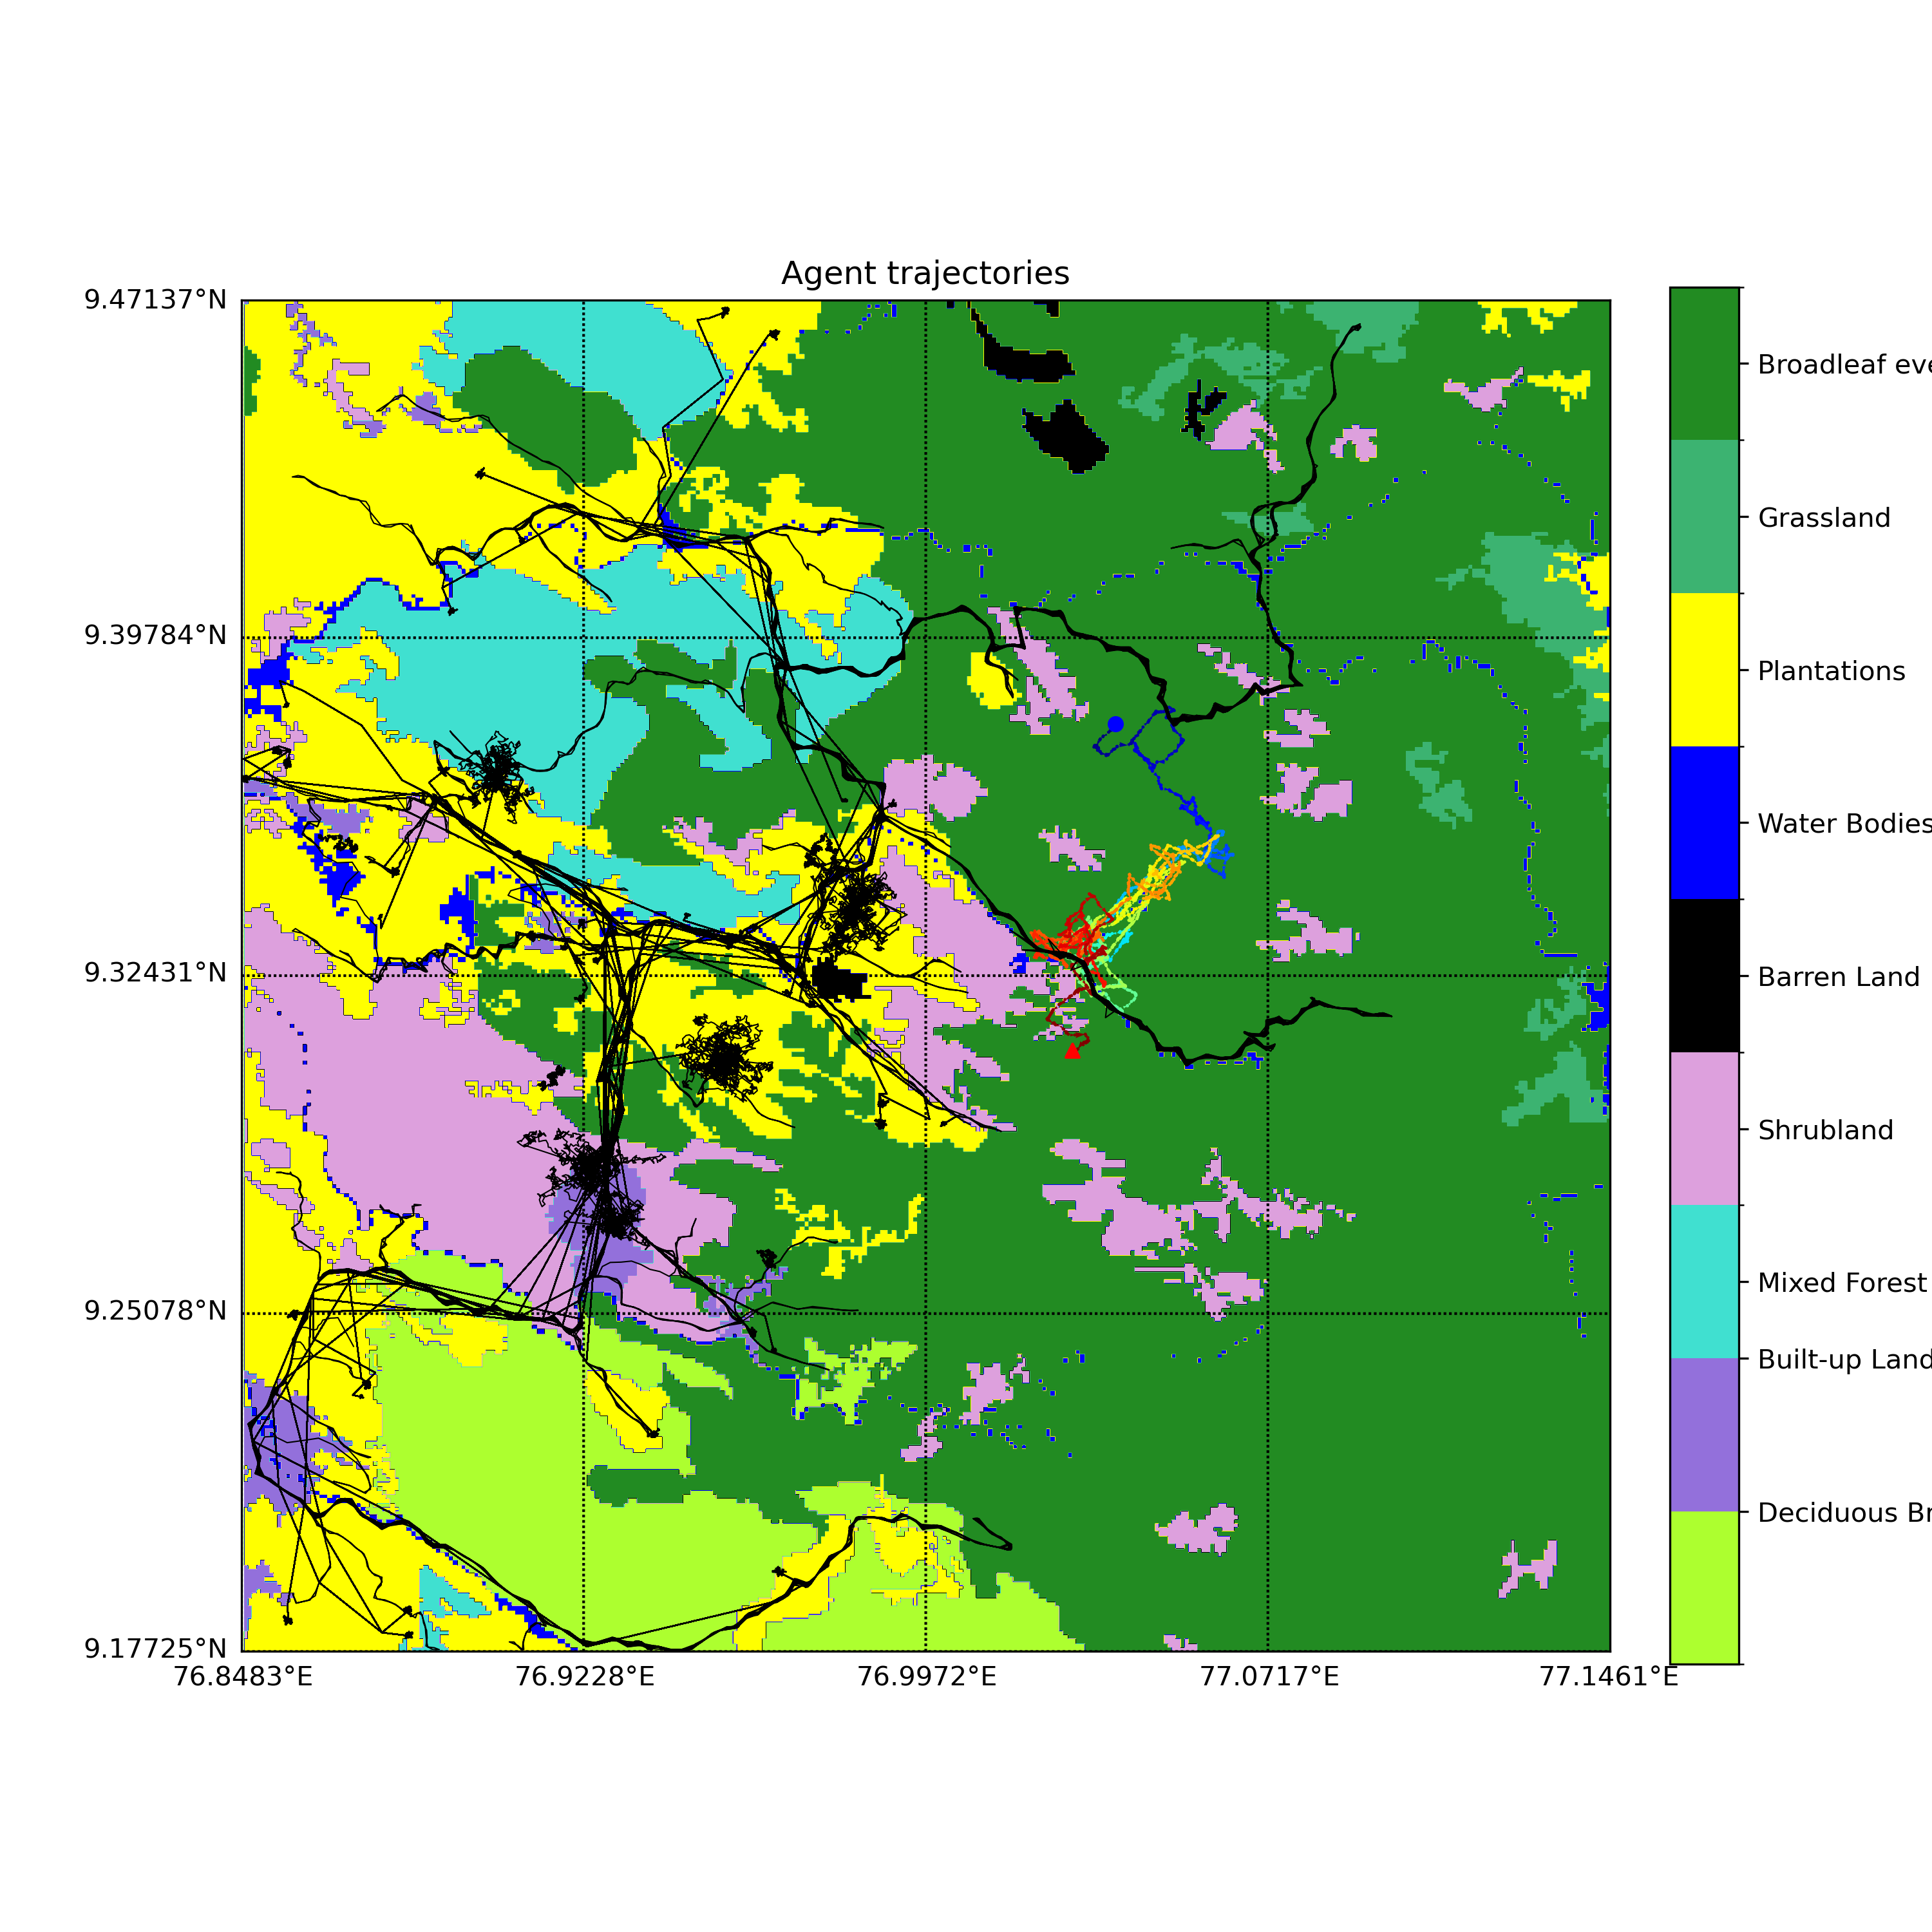 Agent trajectories
9.47137°N
9.39784°N
9.32431°N
9.25078°N
9.17725°N
76.8483°E
76.9228°E
76.9972°E
77.0717°E
77.1461°E
Broadleaf eve
Grassland
Plantations
Water Bodies
Barren Land
Shrubland
Mixed Forest
Built-up Land
Deciduous Br